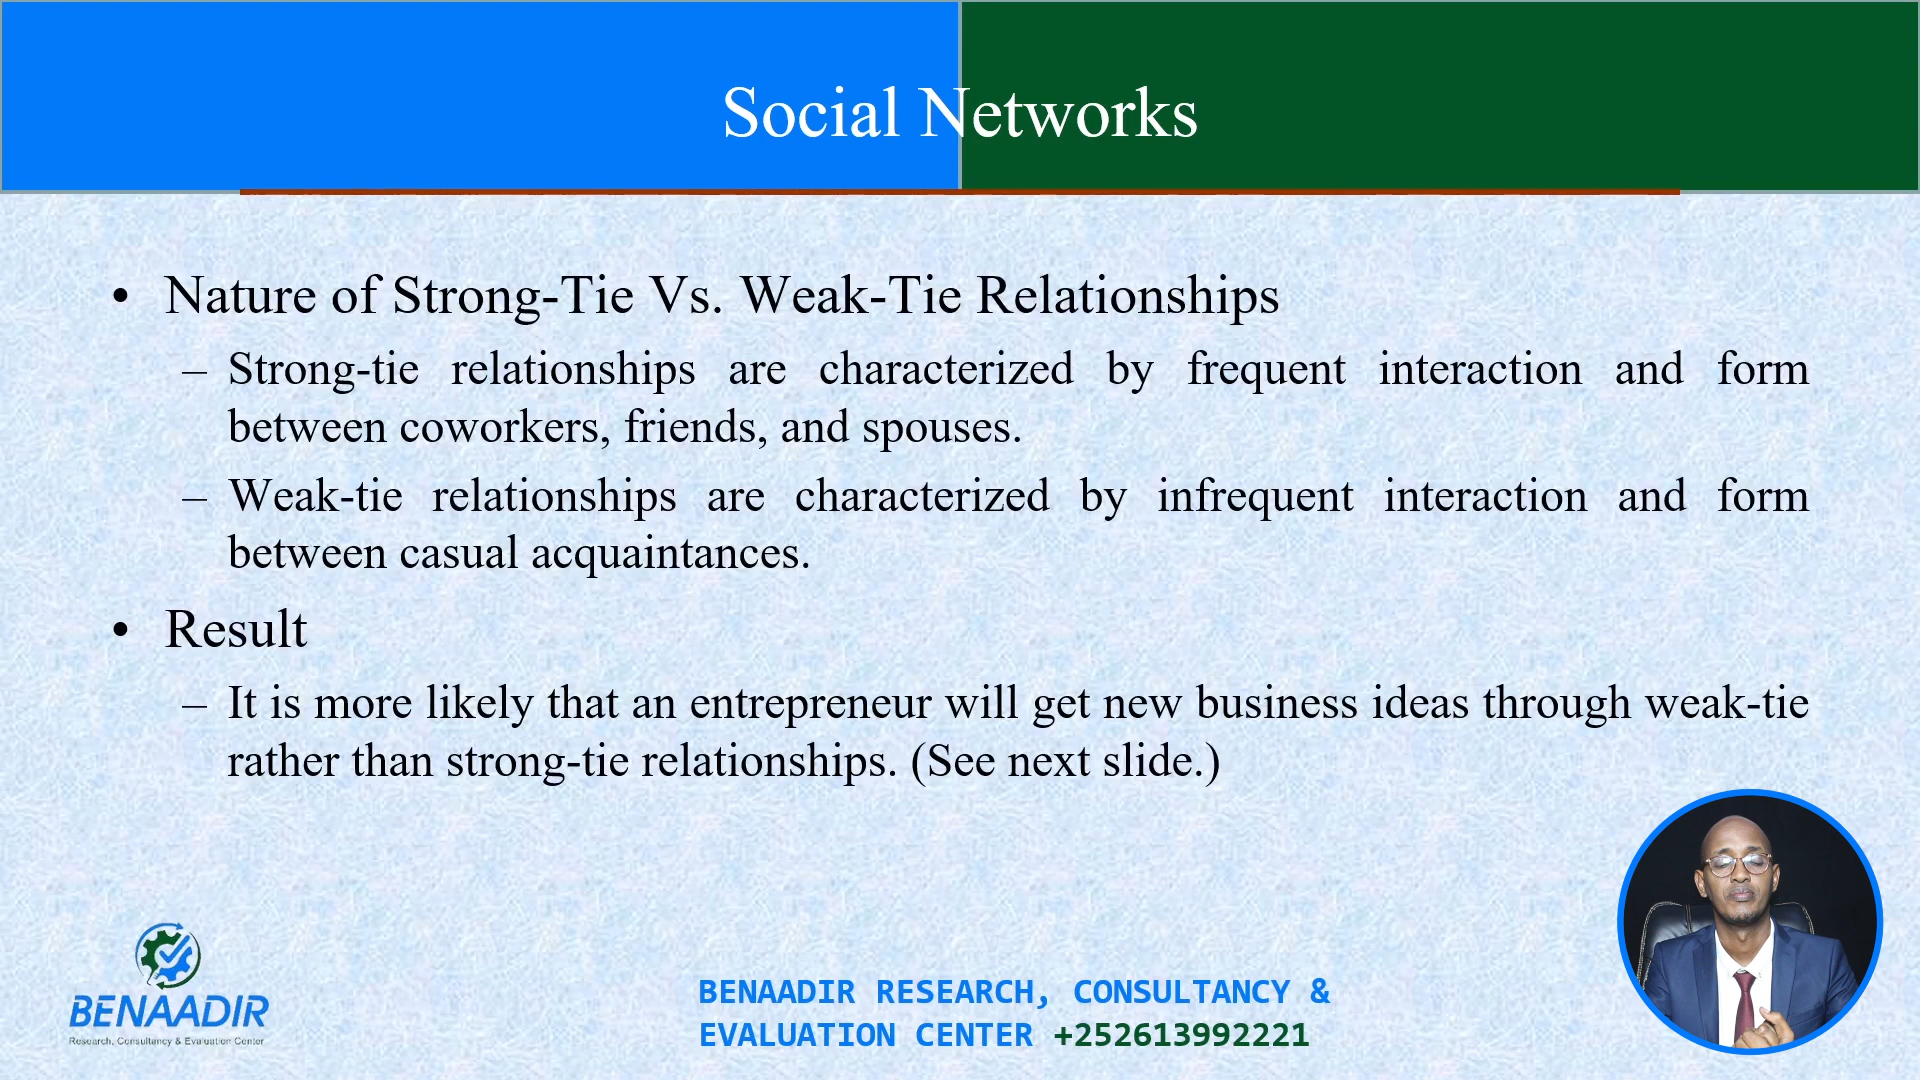 Social Networks
• Nature of Strong-Tie Vs. Weak-Tie Relationships
– Strong-tie relationships are characterized by frequent interaction and form
between coworkers, friends, and spouses.
– Weak-tie relationships are characterized by infrequent interaction and form
between casual acquaintances.
• Result
– It is more likely that an entrepreneur will get new business ideas through weak-tie
rather than strong-tie relationships. (See next slide.)
BENAADIR
Research, Consultancy & Evaluation Center
BENAADIR RESEARCH, CONSULTANCY &
EVALUATION CENTER +252613992221